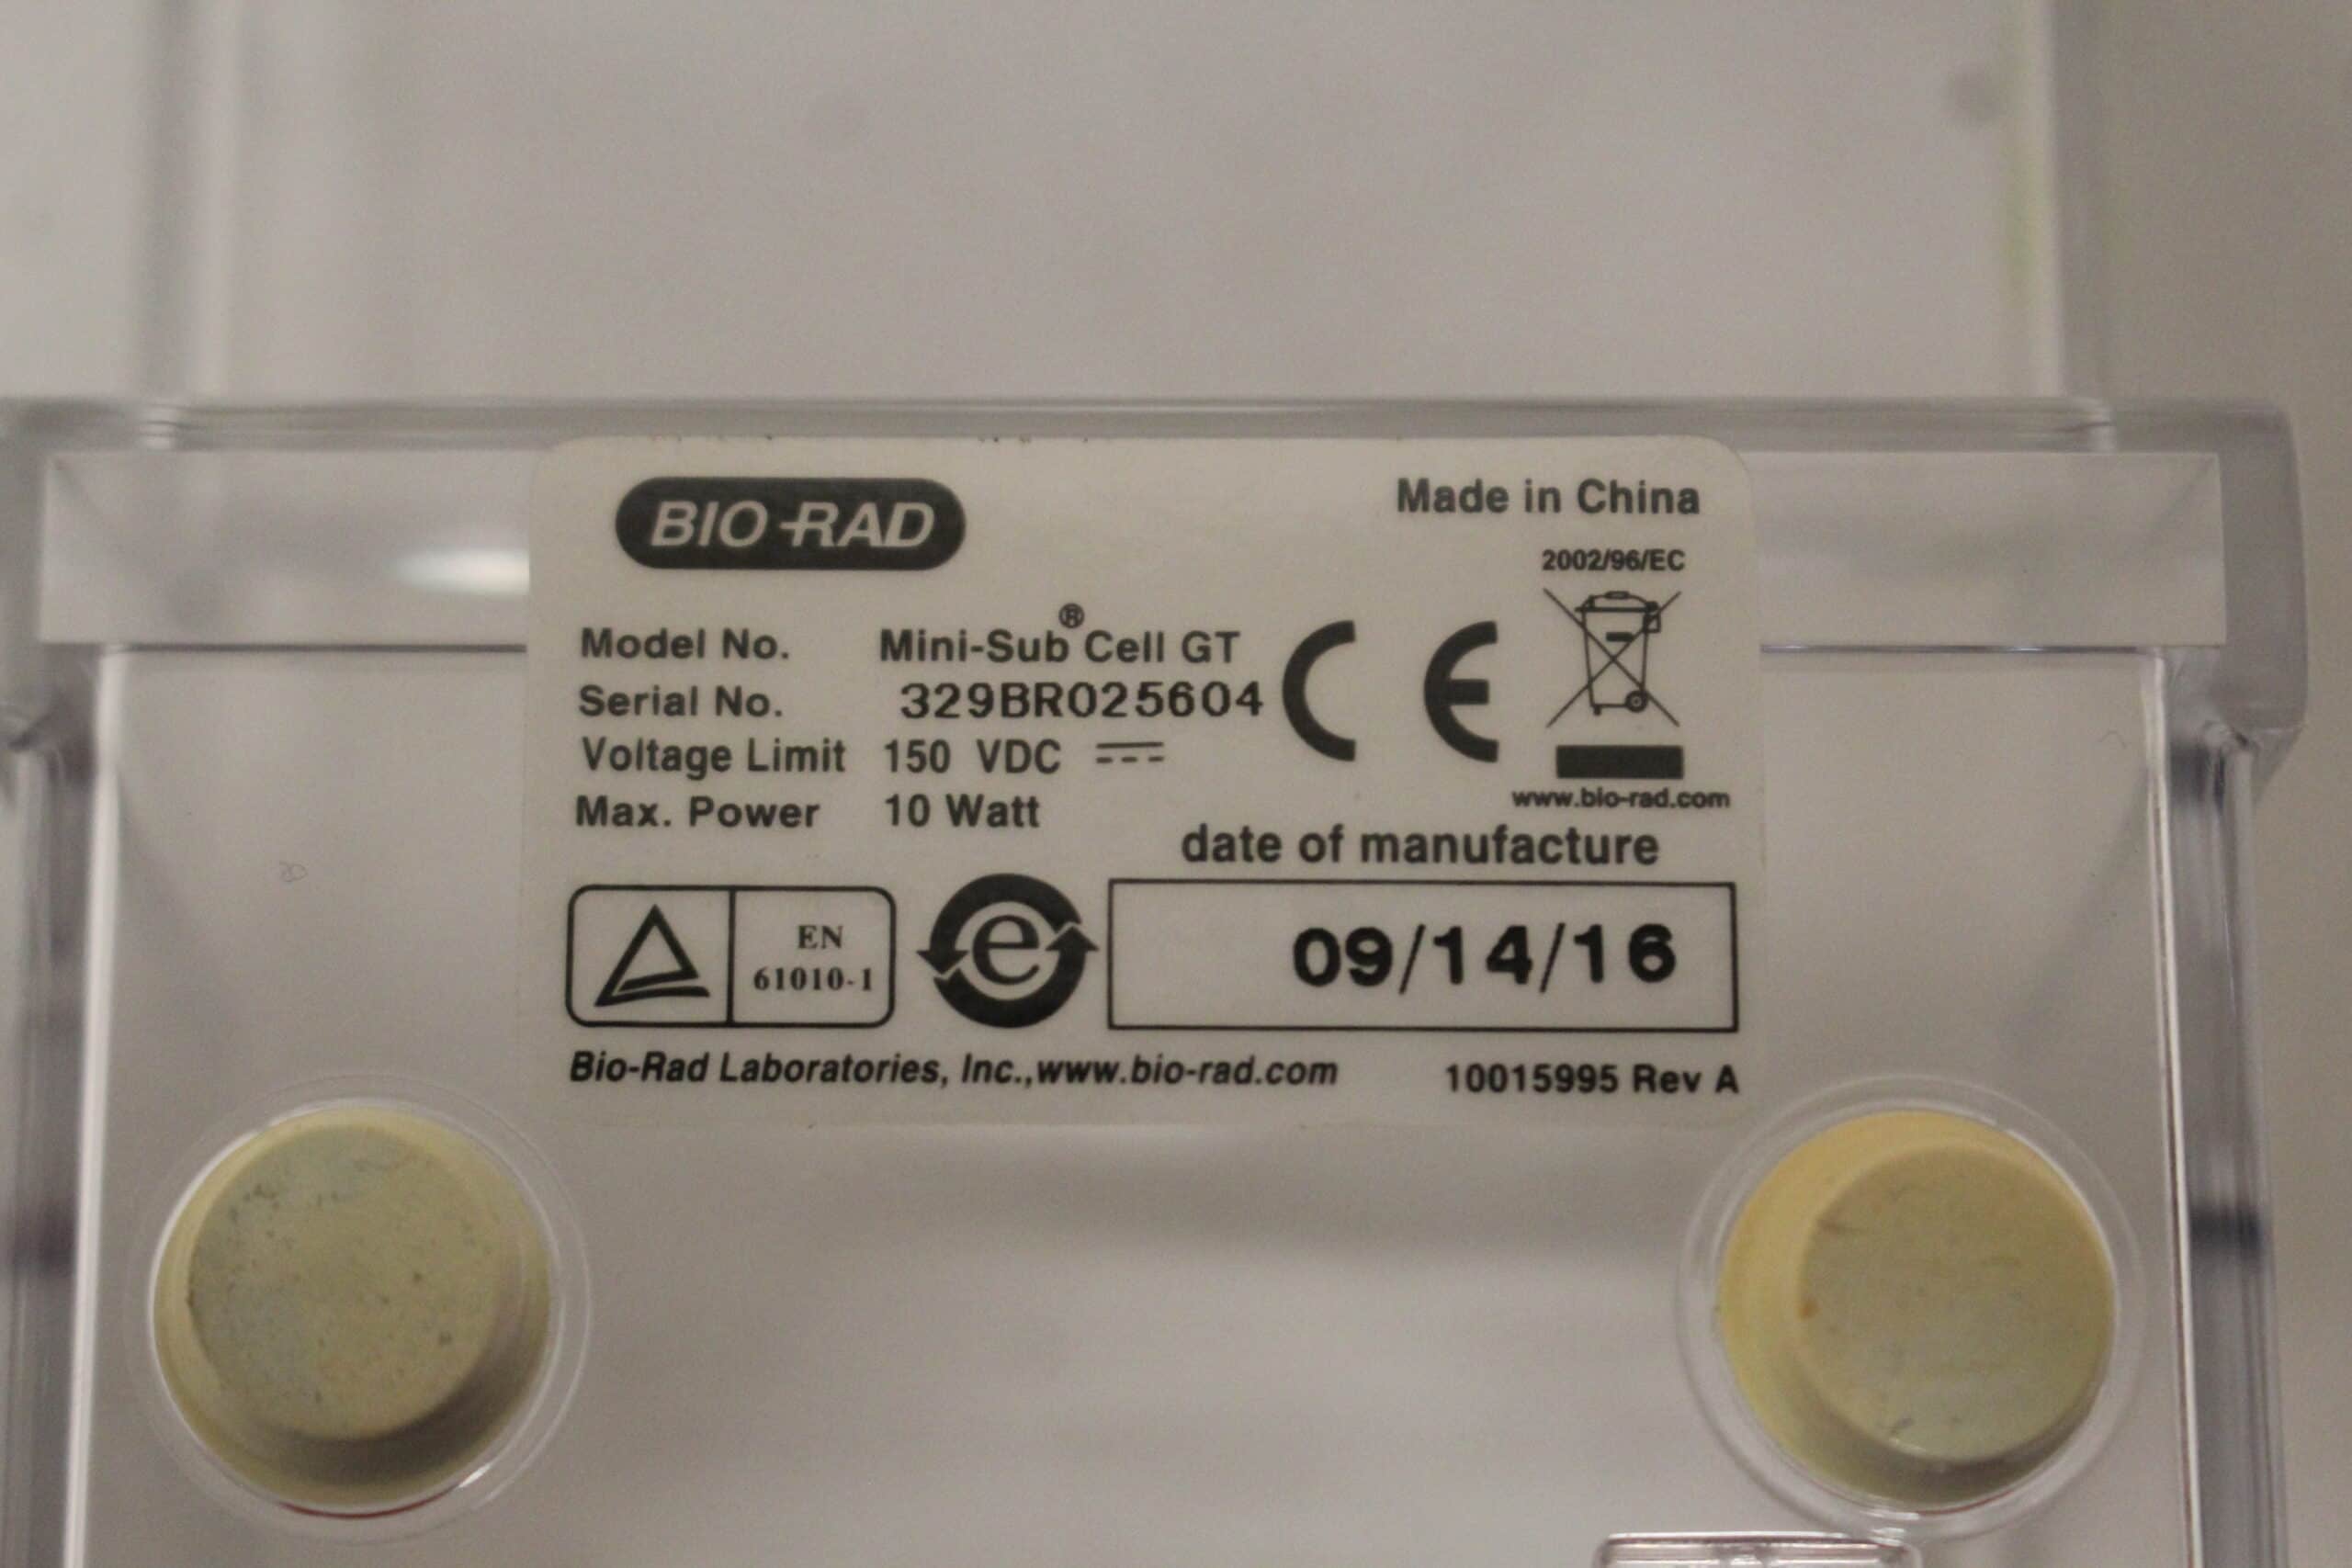 BIO-RAD
Made in China
2002/96/EC
Model No. Mini-Sub® Cell GT
Serial No. 329BR025604
Voltage Limit 150 VDC
Max. Power 10 Watt
CE
www.bio-rad.com
date of manufacture
EN
61010-1
e
09/14/16
Bio-Rad Laboratories, Inc.,www.bio-rad.com
10015995 Rev A